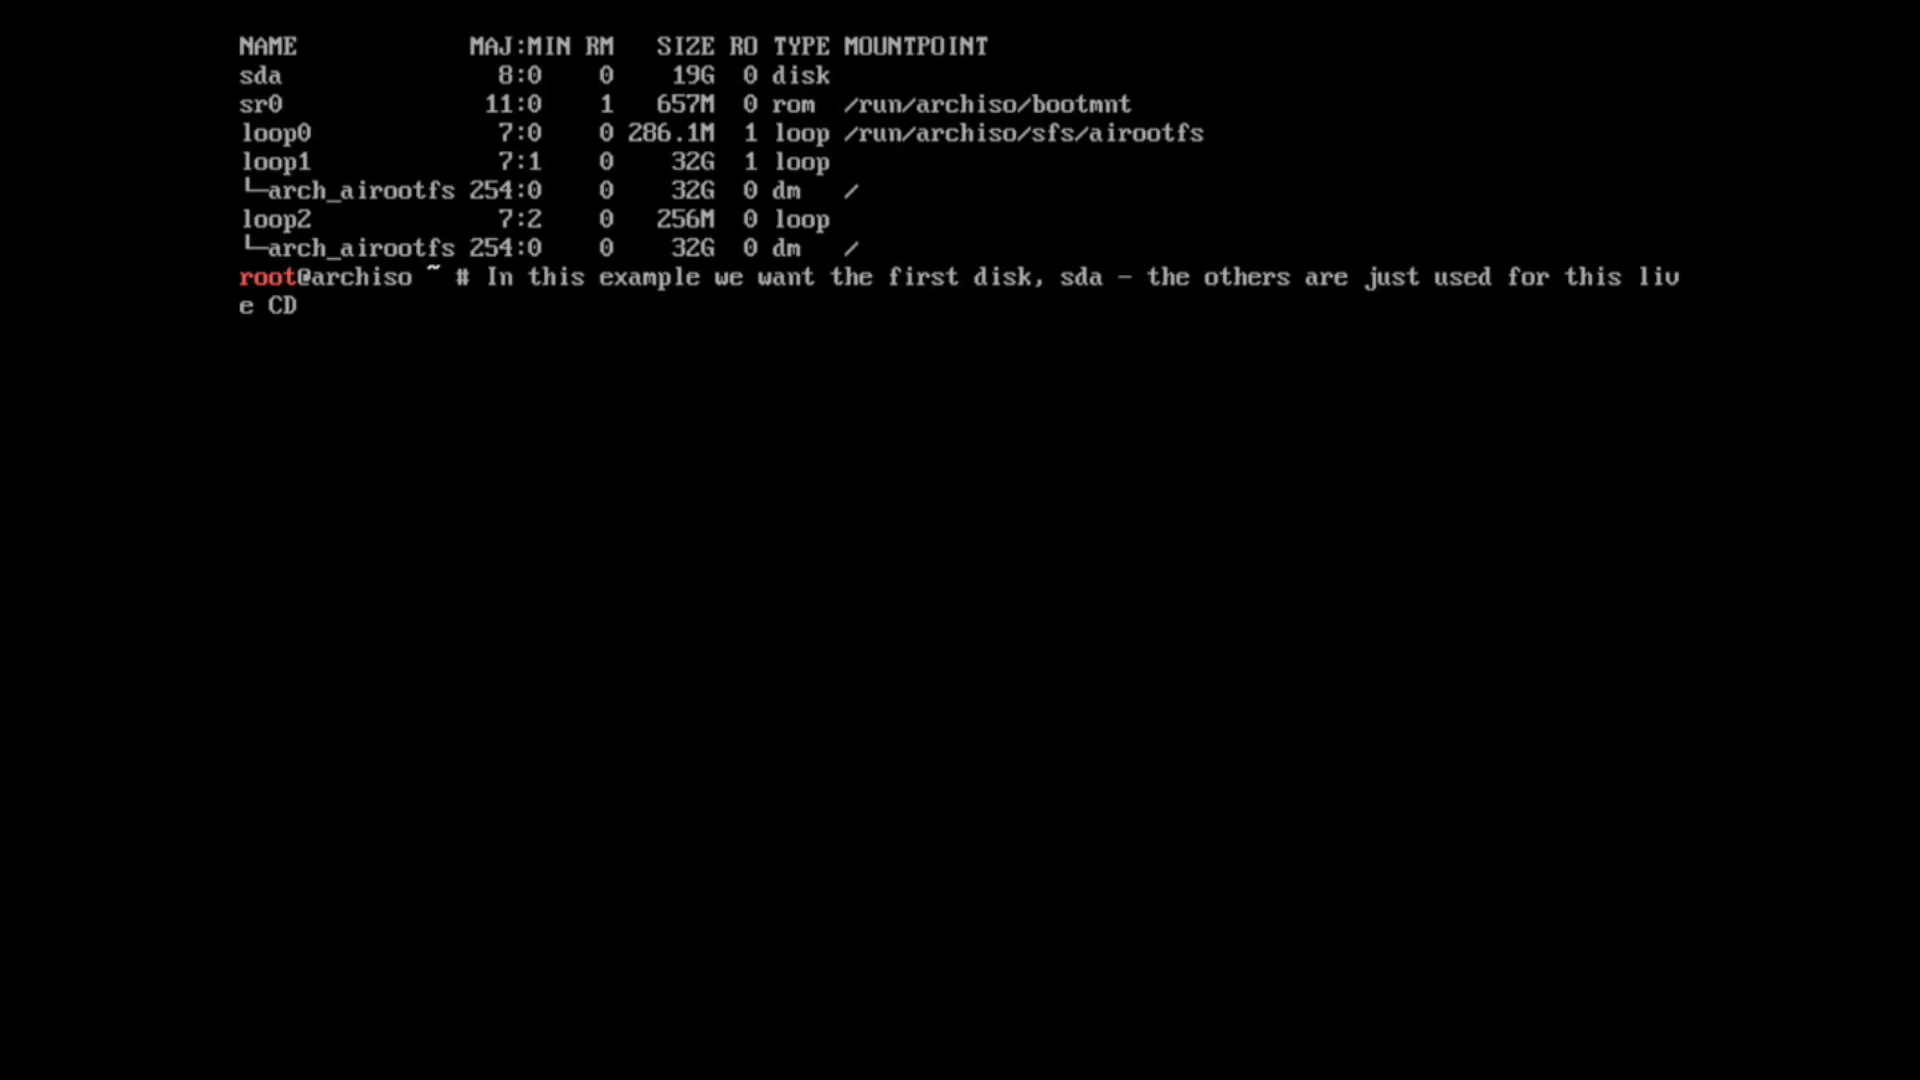 NAME MAJ:MIN RM SIZE RO TYPE MOUNTPOINT
sda 8:0 0 19G 0 disk
sr0 11:0 1 657M 0 rom /run/archiso/bootmnt
loop0 7:0 0 286.1M 1 loop /run/archiso/sfs/airootfs
loop1 7:1 0 32G 1 loop
└─arch_airootfs 254:0 0 32G 0 dm /
loop2 7:2 0 256M 0 loop
└─arch_airootfs 254:0 0 32G 0 dm /
root@archiso ~ # In this example we want the first disk, sda - the others are just used for this liv
e CD